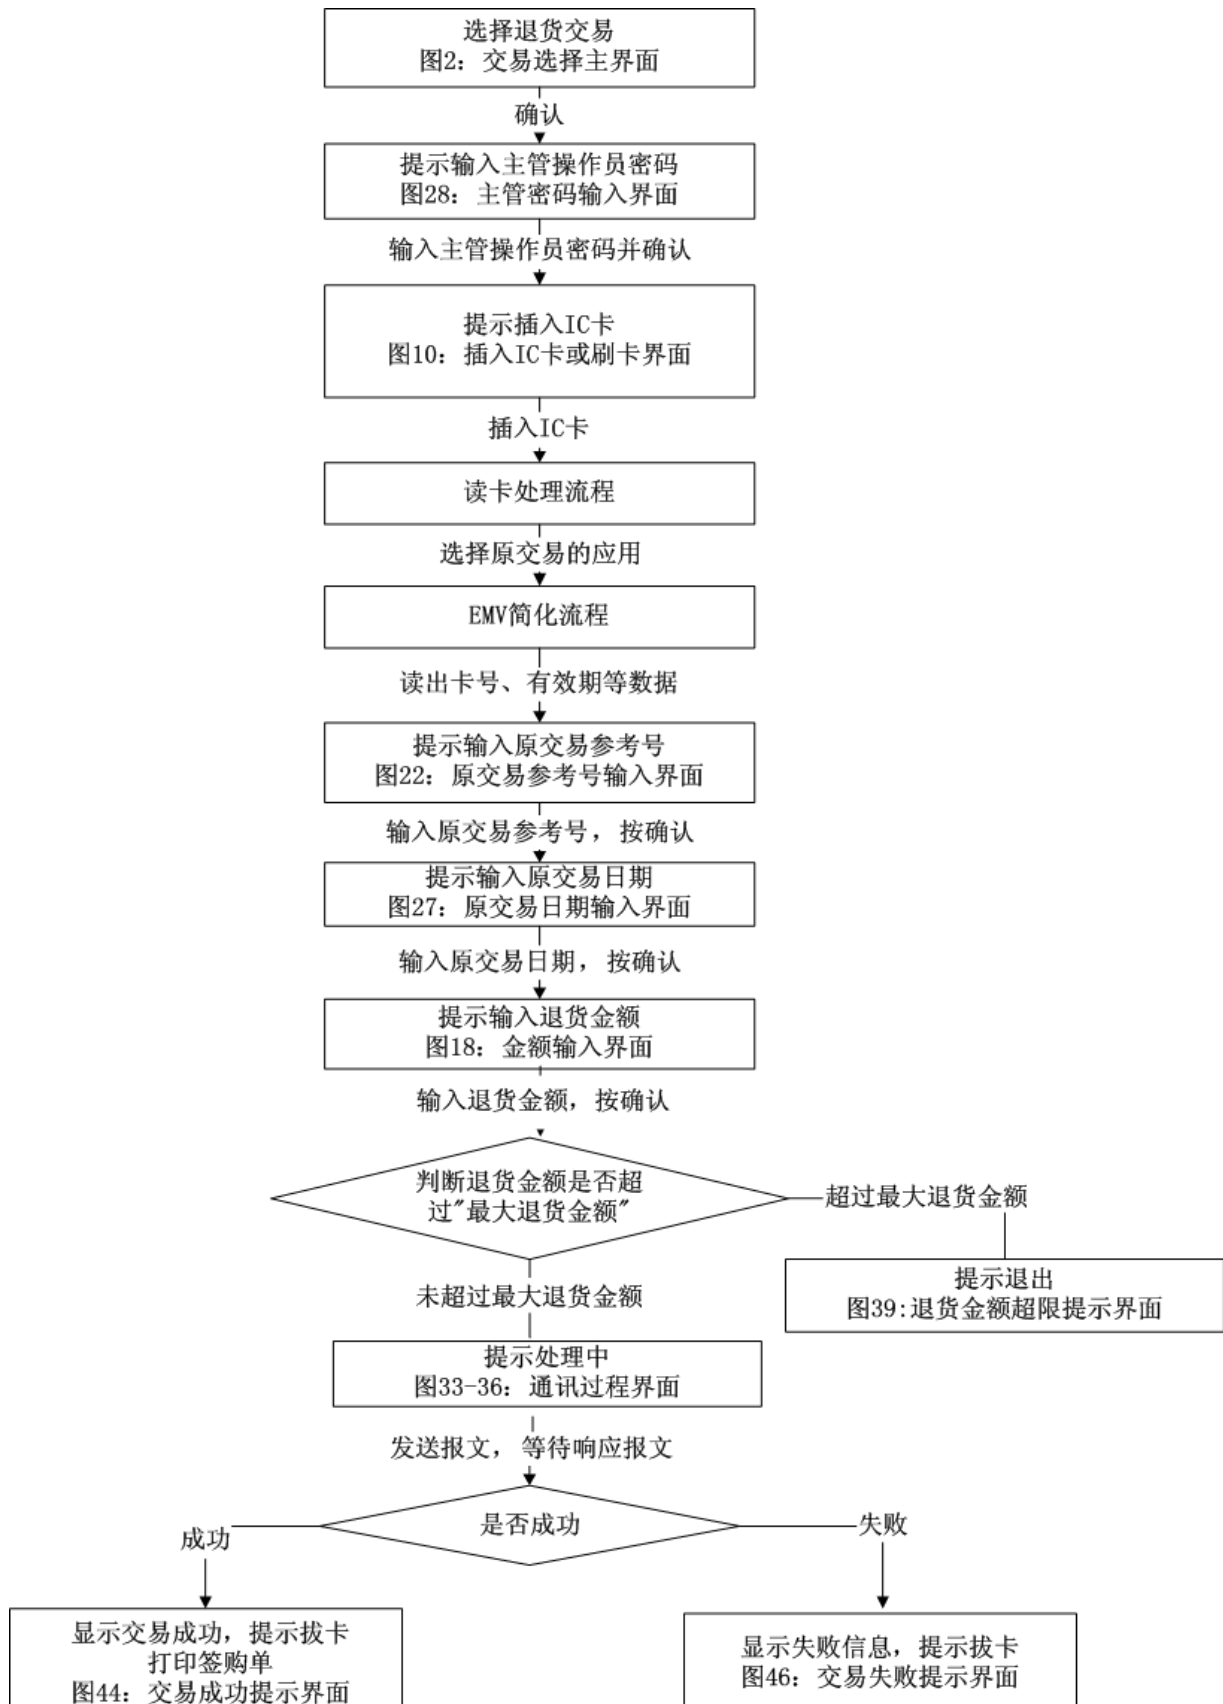 选择退货交易
图2：交易选择主界面
确认
提示输入主管操作员密码
图28：主管密码输入界面
输入主管操作员密码并确认
提示插入IC卡
图10：插入IC卡或刷卡界面
插入IC卡
读卡处理流程
选择原交易的应用
EMV简化流程
读出卡号、有效期等数据
提示输入原交易参考号
图22：原交易参考号输入界面
输入原交易参考号，按确认
提示输入原交易日期
图27：原交易日期输入界面
输入原交易日期，按确认
提示输入退货金额
图18：金额输入界面
输入退货金额，按确认
判断退货金额是否超
过"最大退货金额"
超过最大退货金额
提示退出
图39:退货金额超限提示界面
未超过最大退货金额
提示处理中
图33-36：通讯过程界面
发送报文，等待响应报文
是否成功
成功
失败
显示交易成功，提示拔卡
打印签购单
图44：交易成功提示界面
显示失败信息，提示拔卡
图46：交易失败提示界面